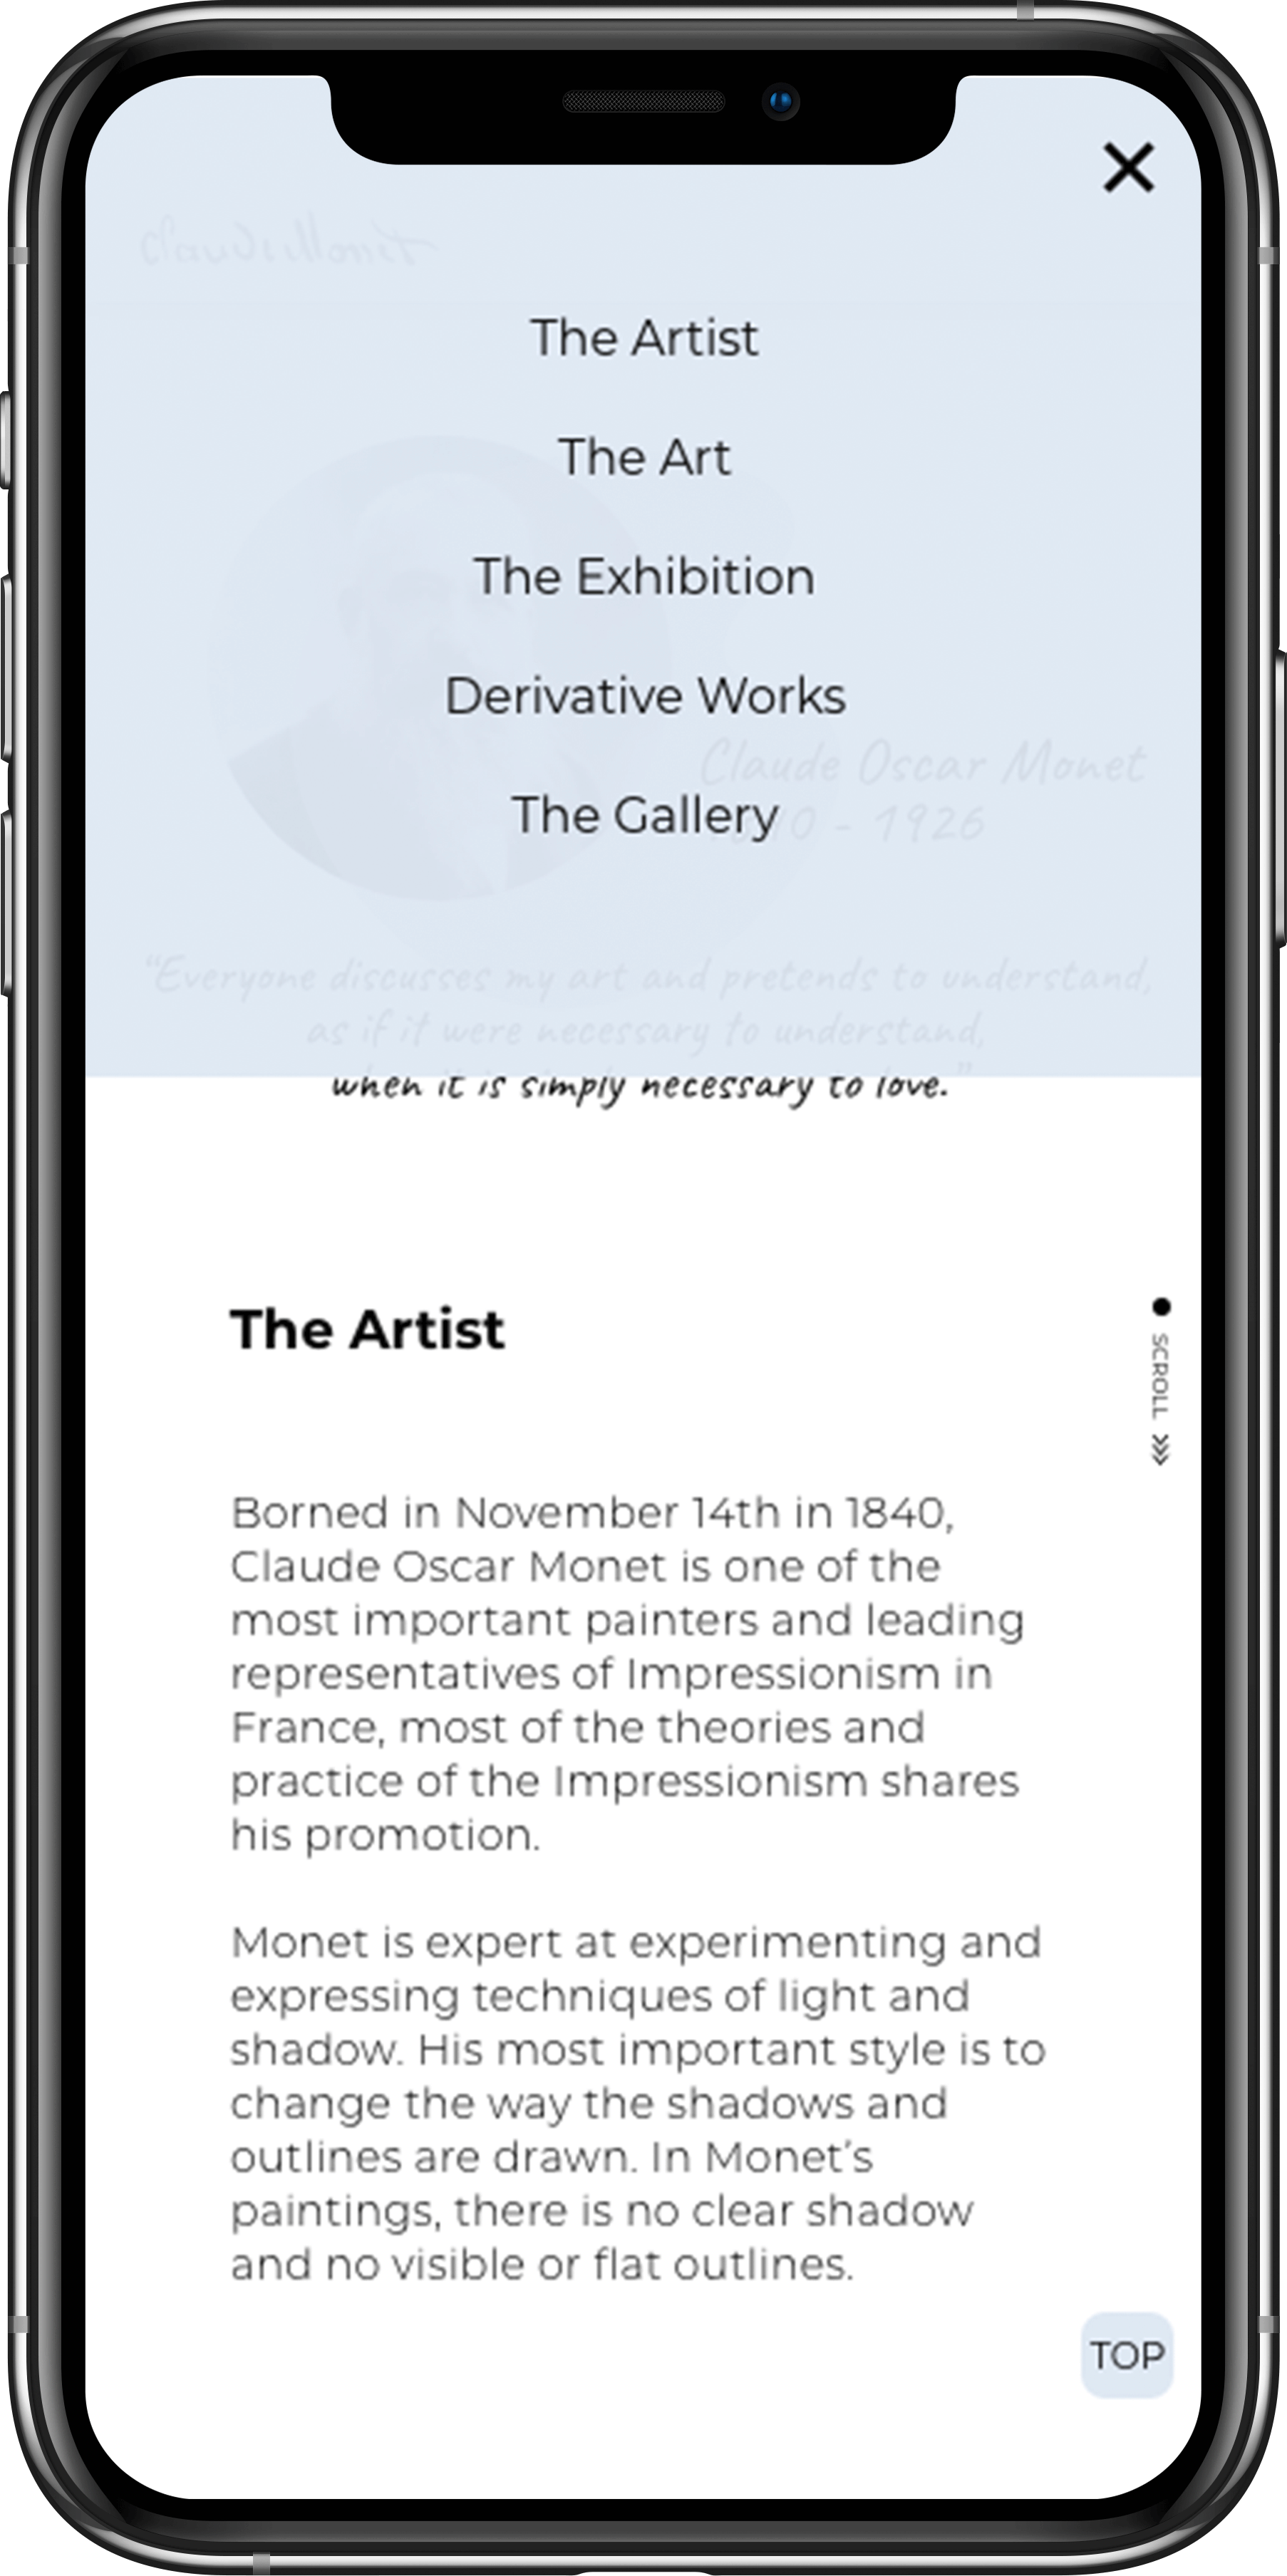 Claude Monet
The Artist
The Art
The Exhibition
Derivative Works
Claude Oscar Monet
The Gallery
- 1926
“Everyone discusses my art and pretends to understand,
as if it were necessary to understand,
when it is simply necessary to love.”
The Artist
SCROLL
Borned in November 14th in 1840,
Claude Oscar Monet is one of the
most important painters and leading
representatives of Impressionism in
France, most of the theories and
practice of the Impressionism shares
his promotion.
Monet is expert at experimenting and
expressing techniques of light and
shadow. His most important style is to
change the way the shadows and
outlines are drawn. In Monet’s
paintings, there is no clear shadow
and no visible or flat outlines.
TOP